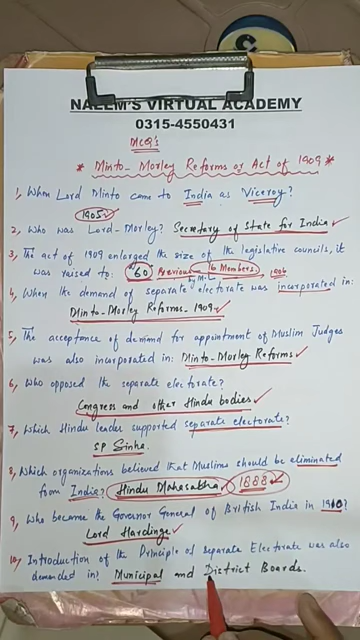 NAEEM'S VIRTUAL ACADEMY
0315-4550431
MCQ's
* Minto-Morley Reforms or Act of 1909 *
1, When Lord Minto came to India as Viceroy?
1905
2, Who was Lord-Morley? Secretary of State for India
3, The act of 1909 enlarged the size of the legislative councils, it
was raised to: 60 Previous 16 Members.
by M.L 1906
4, When the demand of separate electorate was incorporated in:
Minto-Morley Reforms-1909
5, The acceptance of demand for appointment of Muslim Judges
was also incorporated in: Minto-Morley Reforms
6, Who opposed the separate electorate?
Congress and other Hindu bodies
7, Which Hindu leader supported separate electorate?
SP Sinha
8, Which organizations believed that Muslims should be eliminated
from India? Hindu Mahasabha 1888
9, Who became the Governor General of British India in 1910?
Lord Hardinge
10, Introduction of the Principle of separate Electorate was also
demanded in? Municipal and District Boards.